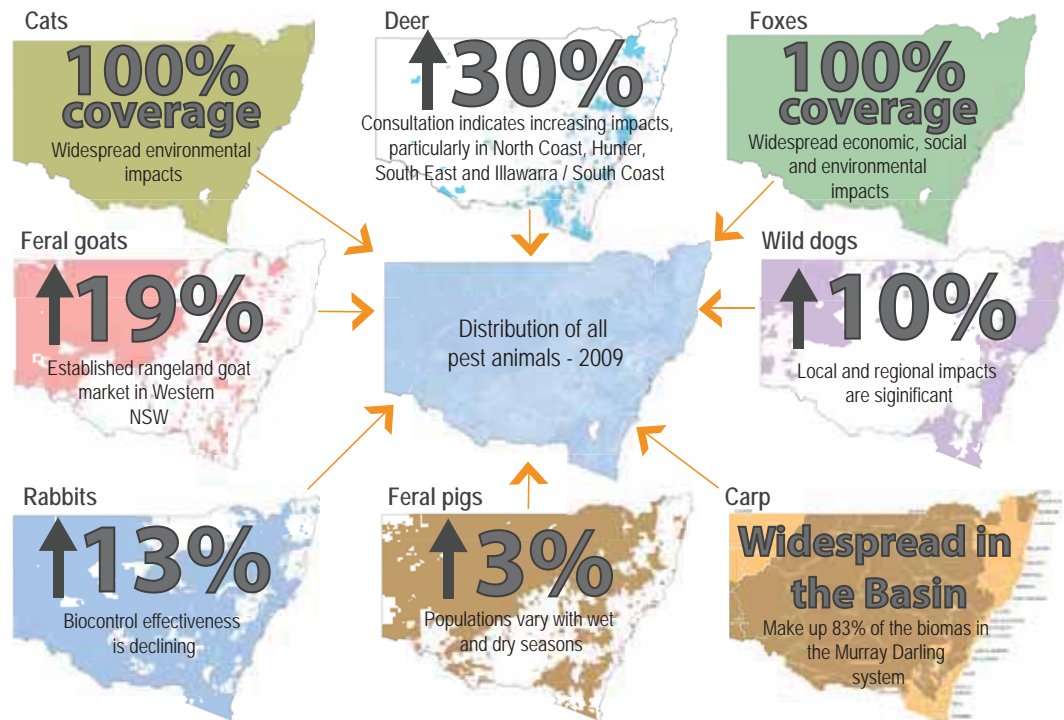 Cats
100%
coverage
Widespread environmental
impacts
Deer
30%
Consultation indicates increasing impacts,
particularly in North Coast, Hunter,
South East and Illawarra / South Coast
Foxes
100%
coverage
Widespread economic, social
and environmental
impacts
Feral goats
19%
Established rangeland goat
market in Western
NSW
Distribution of all
pest animals - 2009
Wild dogs
10%
Local and regional impacts
are siginificant
Rabbits
13%
Biocontrol effectiveness
is declining
Feral pigs
3%
Populations vary with wet
and dry seasons
Carp
Widespread in
the Basin
Make up 83% of the biomas in
the Murray Darling
system